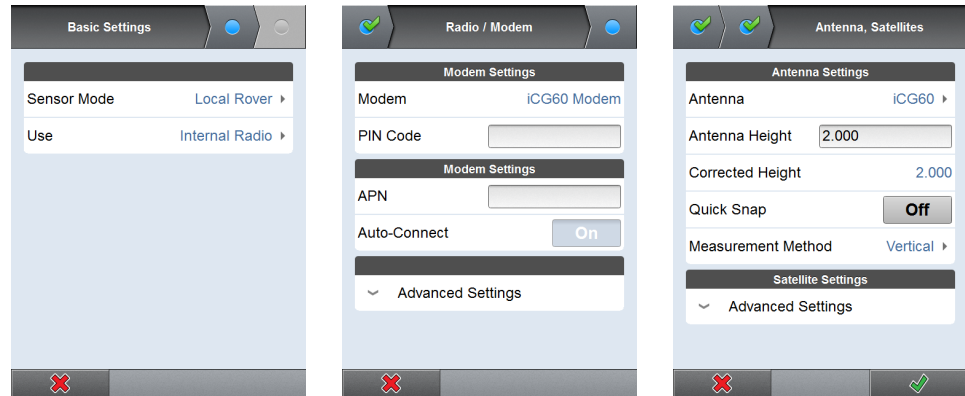 Basic Settings
Sensor Mode Local Rover
Use Internal Radio
Radio / Modem
Modem Settings
Modem iCG60 Modem
PIN Code
Modem Settings
APN
Auto-Connect On
Advanced Settings
Antenna, Satellites
Antenna Settings
Antenna iCG60
Antenna Height 2.000
Corrected Height 2.000
Quick Snap Off
Measurement Method Vertical
Satellite Settings
Advanced Settings